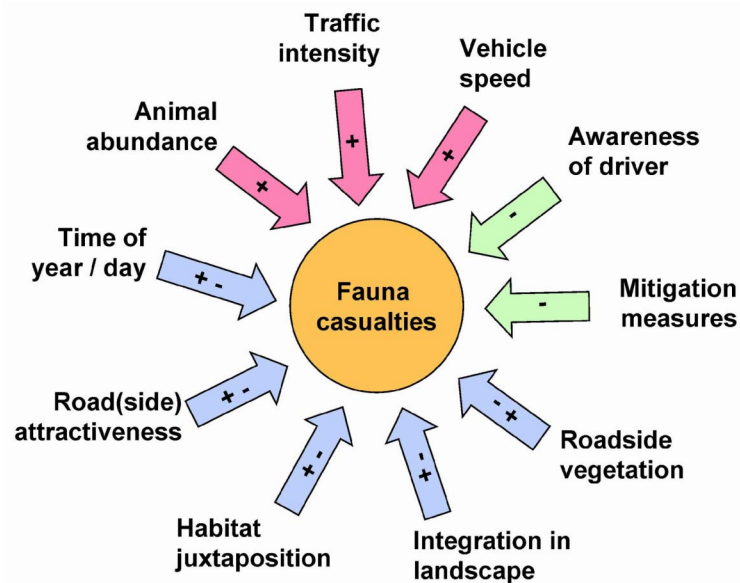 Traffic
intensity
+
Vehicle
speed
+
Awareness
of driver
-
Mitigation
measures
-
Roadside
vegetation
- +
Integration in
landscape
- +
Habitat
juxtaposition
+ -
Road(side)
attractiveness
+ -
Time of
year / day
+ -
Animal
abundance
+
Fauna
casualties